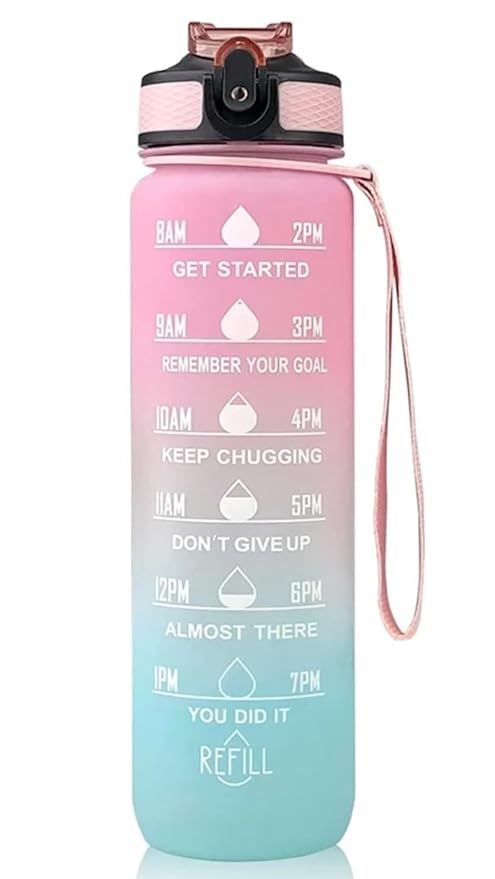 8AM 2PM
GET STARTED
9AM 3PM
REMEMBER YOUR GOAL
10AM 4PM
KEEP CHUGGING
11AM 5PM
DON'T GIVE UP
12PM 6PM
ALMOST THERE
1PM 7PM
YOU DID IT
REFILL